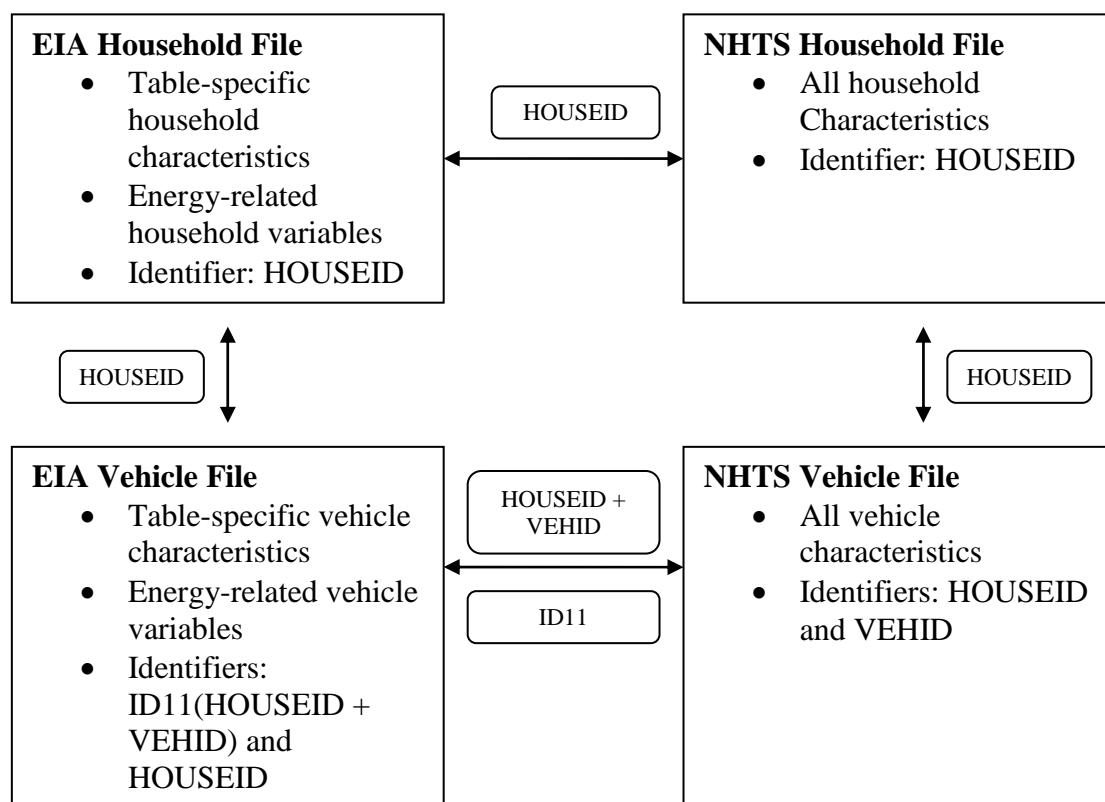 EIA Household File
• Table-specific
household
characteristics
• Energy-related
household variables
• Identifier: HOUSEID
HOUSEID
NHTS Household File
• All household
Characteristics
• Identifier: HOUSEID
HOUSEID
HOUSEID
EIA Vehicle File
• Table-specific vehicle
characteristics
• Energy-related vehicle
variables
• Identifiers:
ID11(HOUSEID +
VEHID) and
HOUSEID
HOUSEID +
VEHID
ID11
NHTS Vehicle File
• All vehicle
characteristics
• Identifiers: HOUSEID
and VEHID